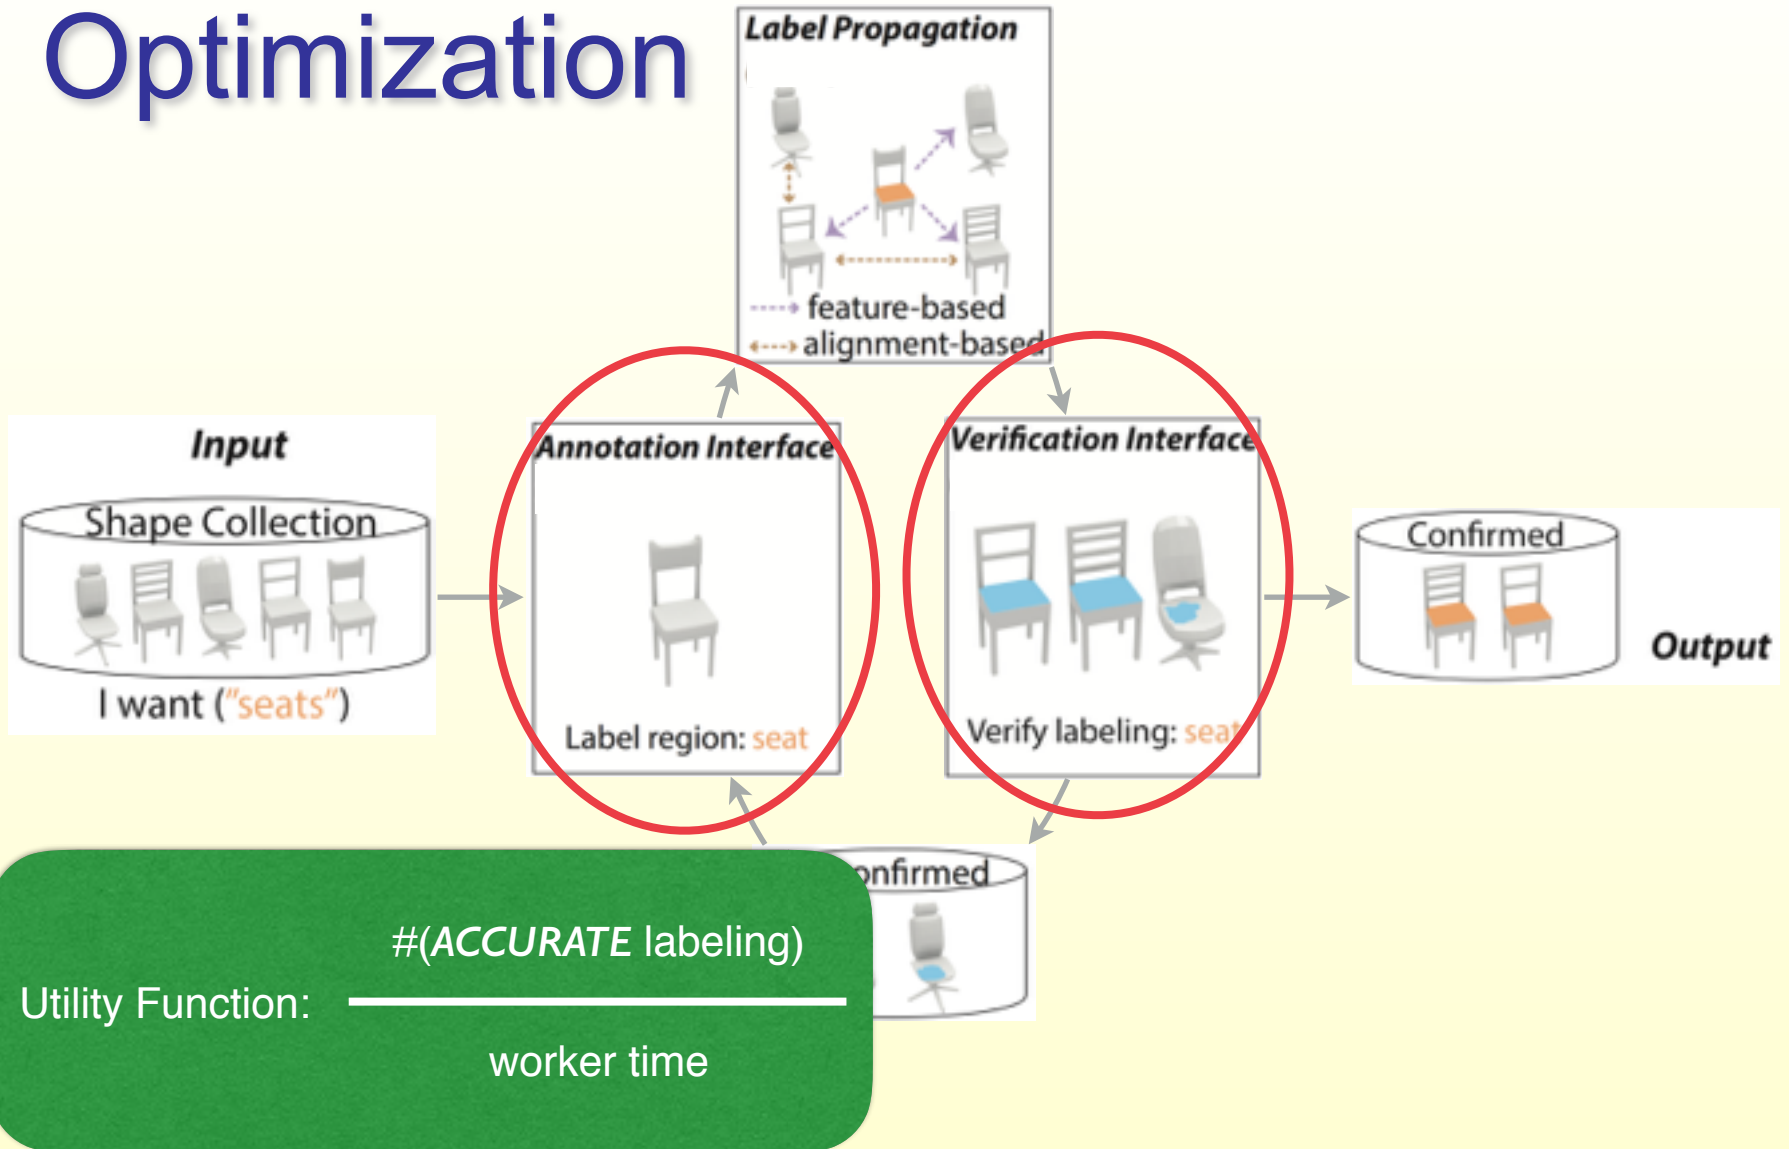 Optimization
Label Propagation
feature-based
alignment-based
Input
Shape Collection
I want ("seats")
Annotation Interface
Label region: seat
Verification Interface
Verify labeling: seat
Confirmed
Output
onfirmed
Utility Function:
#(ACCURATE labeling)
worker time